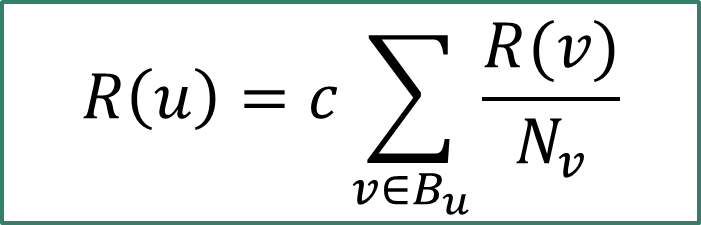 R(u) = c ∑_{v∈B_u} R(v)/N_v